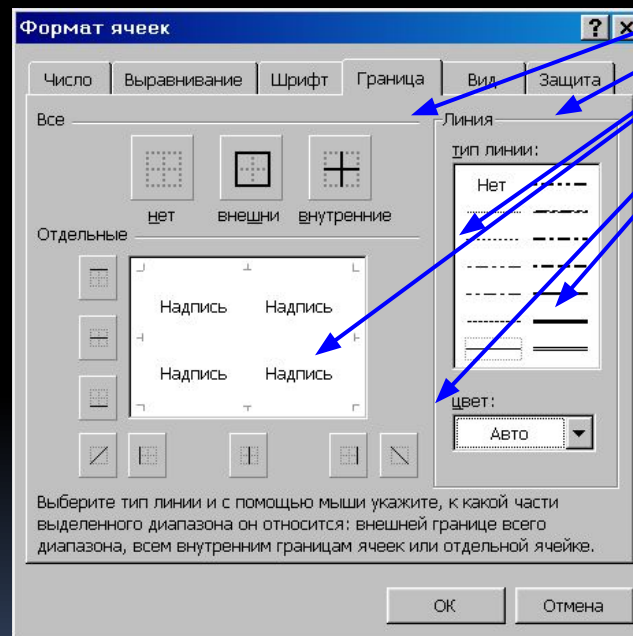 Формат ячеек
Число Выравнивание Шрифт Граница Вид Защита
Все
нет внешни внутренние
Отдельные
Надпись Надпись
Надпись Надпись
Линия
тип линии:
Нет
цвет:
Авто
Выберите тип линии и с помощью мыши укажите, к какой части
выделенного диапазона он относится: внешней границе всего
диапазона, всем внутренним границам ячеек или отдельной ячейке.
ОК Отмена